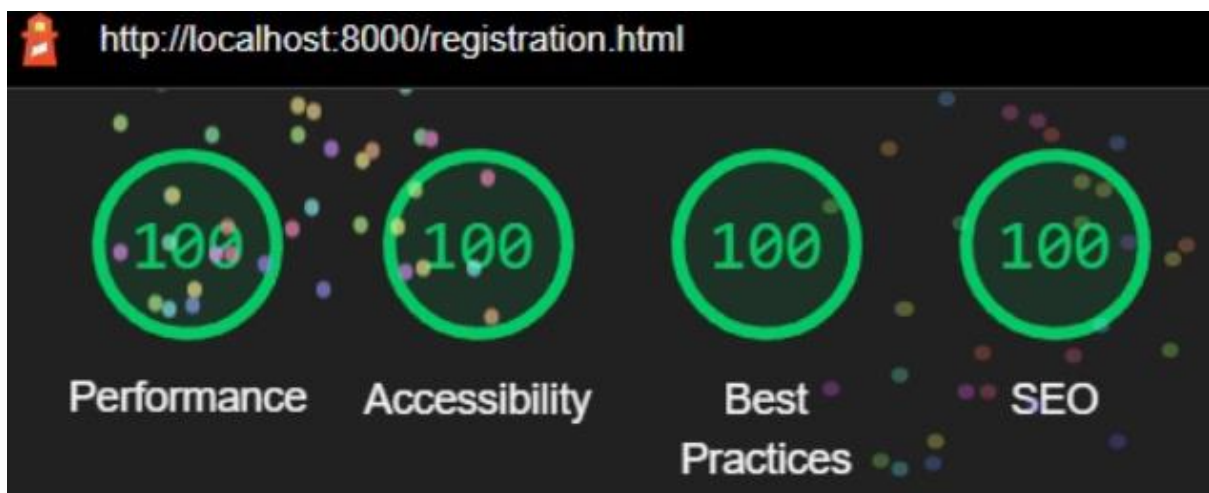 http://localhost:8000/registration.html
100 100 100 100
Performance Accessibility Best SEO
Practices